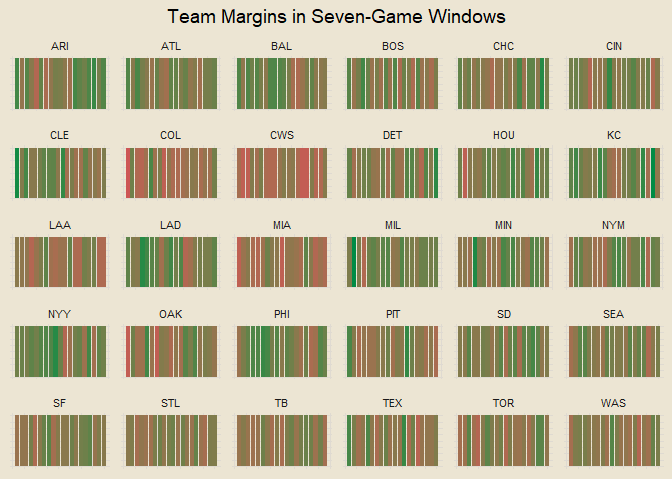 Team Margins in Seven-Game Windows
ARI ATL BAL BOS CHC CIN
CLE COL CWS DET HOU KC
LAA LAD MIA MIL MIN NYM
NYY OAK PHI PIT SD SEA
SF STL TB TEX TOR WAS